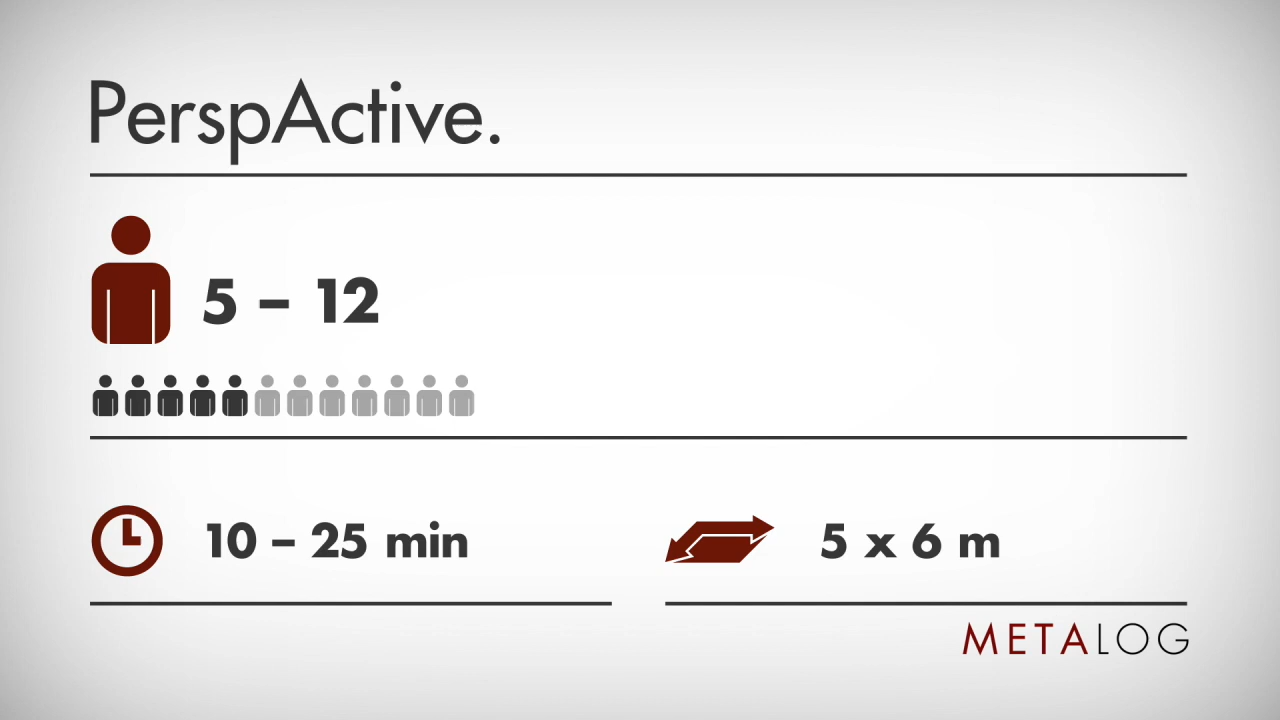 PerspActive.
5 – 12
10 – 25 min
5 x 6 m
METALOG